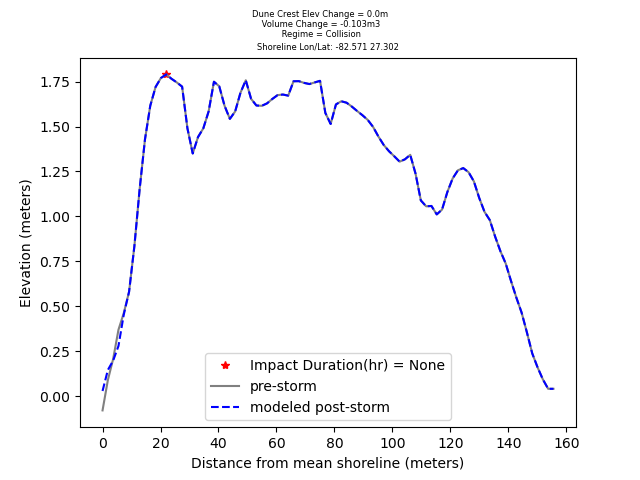 Dune Crest Elev Change = 0.0m
Volume Change = -0.103m3
Regime = Collision
Shoreline Lon/Lat: -82.571 27.302
1.75
1.50
1.25
1.00
0.75
0.50
0.25
0.00
Elevation (meters)
Impact Duration(hr) = None
pre-storm
modeled post-storm
0 20 40 60 80 100 120 140 160
Distance from mean shoreline (meters)